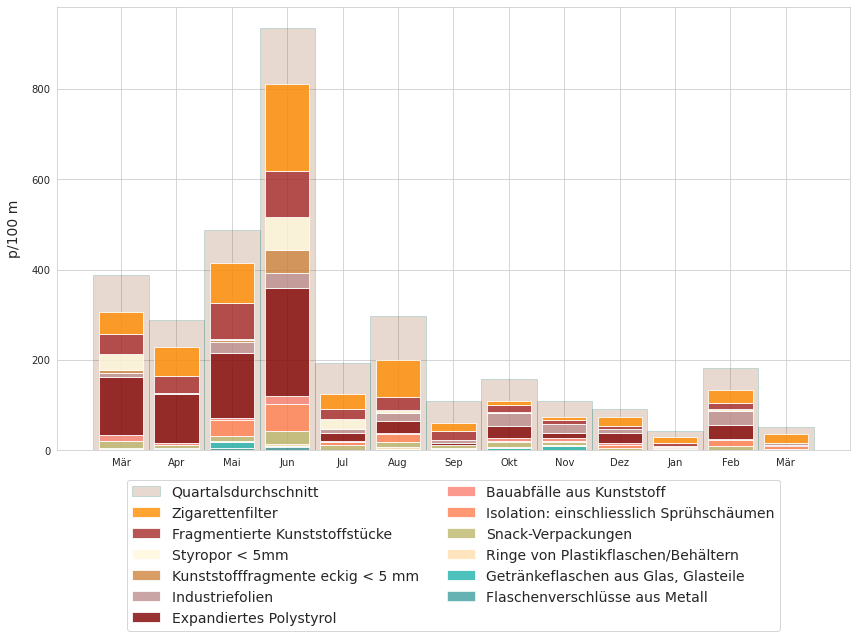 p/100 m
800
600
400
200
0
Mär Apr Mai Jun Jul Aug Sep Okt Nov Dez Jan Feb Mär
Quartalsdurchschnitt
Zigarettenfilter
Fragmentierte Kunststoffstücke
Styropor < 5mm
Kunststofffragmente eckig < 5 mm
Industriefolien
Expandiertes Polystyrol
Bauabfälle aus Kunststoff
Isolation: einschliesslich Sprühschäumen
Snack-Verpackungen
Ringe von Plastikflaschen/Behältern
Getränkeflaschen aus Glas, Glasteile
Flaschenverschlüsse aus Metall